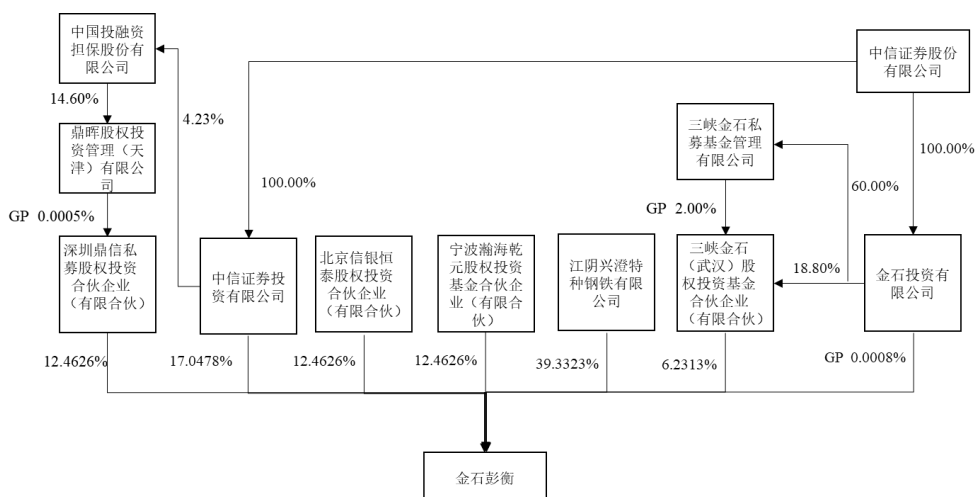 中国投融资
担保股份有
限公司
中信证券股份
有限公司
14.60%
4.23%
鼎晖股权投
资管理（天
津）有限公
司
三峡金石私
募基金管理
有限公司
100.00%
100.00%
60.00%
GP 0.0005%
GP 2.00%
深圳鼎信私
募股权投资
合伙企业
（有限合伙）
中信证券投
资有限公司
北京信银恒
泰股权投资
合伙企业
（有限合伙）
宁波瀚海乾
元股权投资
基金合伙企
业（有限合
伙）
江阴兴澄特
种钢铁有限
公司
三峡金石
（武汉）股
权投资基金
合伙企业
（有限合伙）
18.80%
金石投资有
限公司
12.4626%
17.0478%
12.4626%
12.4626%
39.3323%
6.2313%
GP 0.0008%
金石彭衡